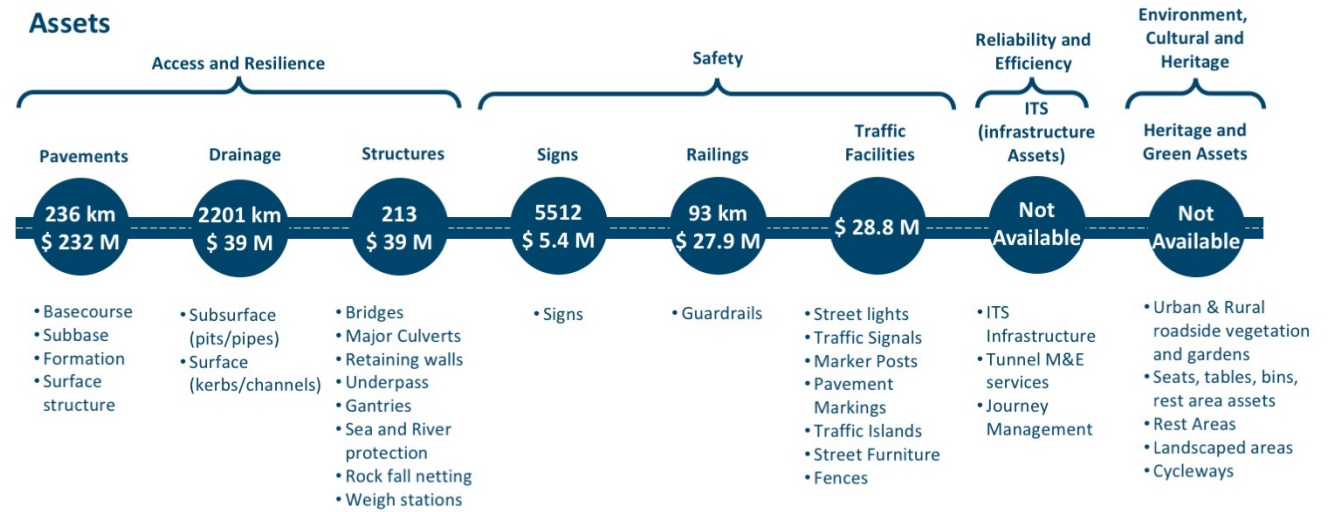 Assets
Access and Resilience
Safety
Reliability and
Efficiency
Environment,
Cultural and
Heritage
Pavements
Drainage
Structures
Signs
Railings
Traffic
Facilities
ITS
(infrastructure
Assets)
Heritage and
Green Assets
236 km
$ 232 M
2201 km
$ 39 M
213
$ 39 M
5512
$ 5.4 M
93 km
$ 27.9 M
$ 28.8 M
Not
Available
Not
Available
• Basecourse
• Subbase
• Formation
• Surface
structure
• Subsurface
(pits/pipes)
• Surface
(kerbs/channels)
• Bridges
• Major Culverts
• Retaining walls
• Underpass
• Gantries
• Sea and River
protection
• Rock fall netting
• Weigh stations
• Signs
• Guardrails
• Street lights
• Traffic Signals
• Marker Posts
• Pavement
Markings
• Traffic Islands
• Street Furniture
• Fences
• ITS
Infrastructure
• Tunnel M&E
services
• Journey
Management
• Urban & Rural
roadside vegetation
and gardens
• Seats, tables, bins,
rest area assets
• Rest Areas
• Landscaped areas
• Cycleways